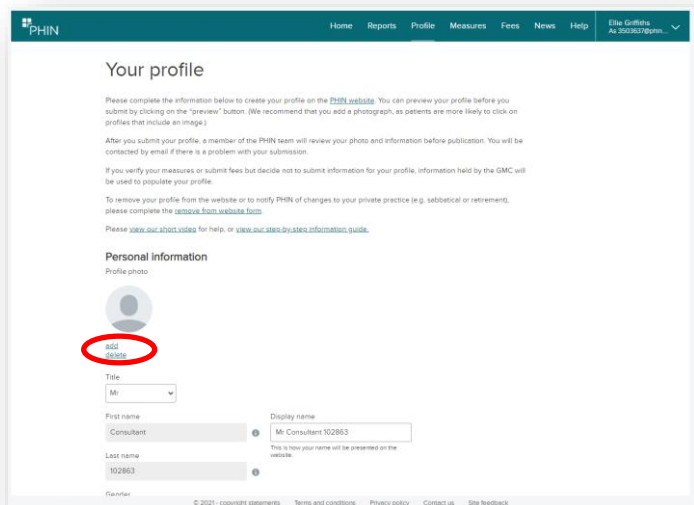 PHIN
Home Reports Profile Measures Fees News Help
Ellie Griffiths
As 3503637@phin...
Your profile
Please complete the information below to create your profile on the PHIN website. You can preview your profile before you
submit by clicking on the "preview" button. (We recommend that you add a photograph, as patients are more likely to click on
profiles that include an image.)
After you submit your profile, a member of the PHIN team will review your photo and information before publication. You will be
contacted by email if there is a problem with your submission.
If you verify your measures or submit fees but decide not to submit information for your profile, information held by the GMC will
be used to populate your profile.
To remove your profile from the website or to notify PHIN of changes to your private practice (e.g. sabbatical or retirement),
please complete the remove from website form.
Please view our short video for help, or view our step-by-step information guide.
Personal information
Profile photo
add
delete
Title
Mr
First name
Consultant
Display name
Mr Consultant 102863
This is how your name will be presented on the
website.
Last name
102863
Gender
© 2021 - copyright statements Terms and conditions Privacy policy Contact us Site feedback